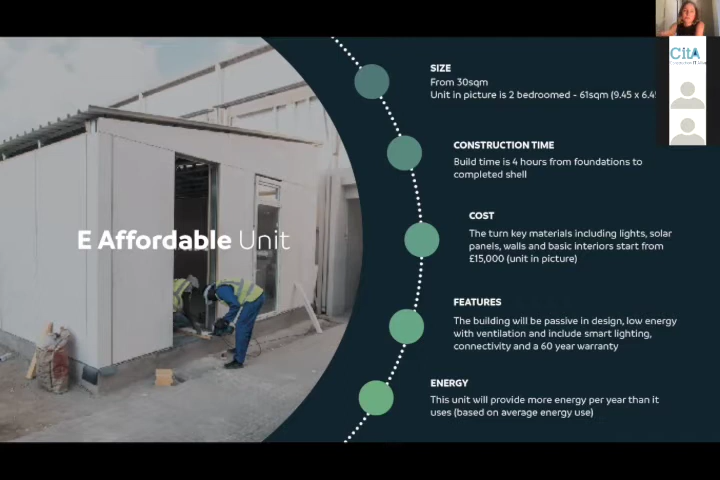 E Affordable Unit
SIZE
From 30sqm
Unit in picture is 2 bedroomed - 61sqm (9.45 x 6.4
CONSTRUCTION TIME
Build time is 4 hours from foundations to
completed shell
COST
The turn key materials including lights, solar
panels, walls and basic interiors start from
£15,000 (unit in picture)
FEATURES
The building will be passive in design, low energy
with ventilation and include smart lighting,
connectivity and a 60 year warranty
ENERGY
This unit will provide more energy per year than it
uses (based on average energy use)
CitA